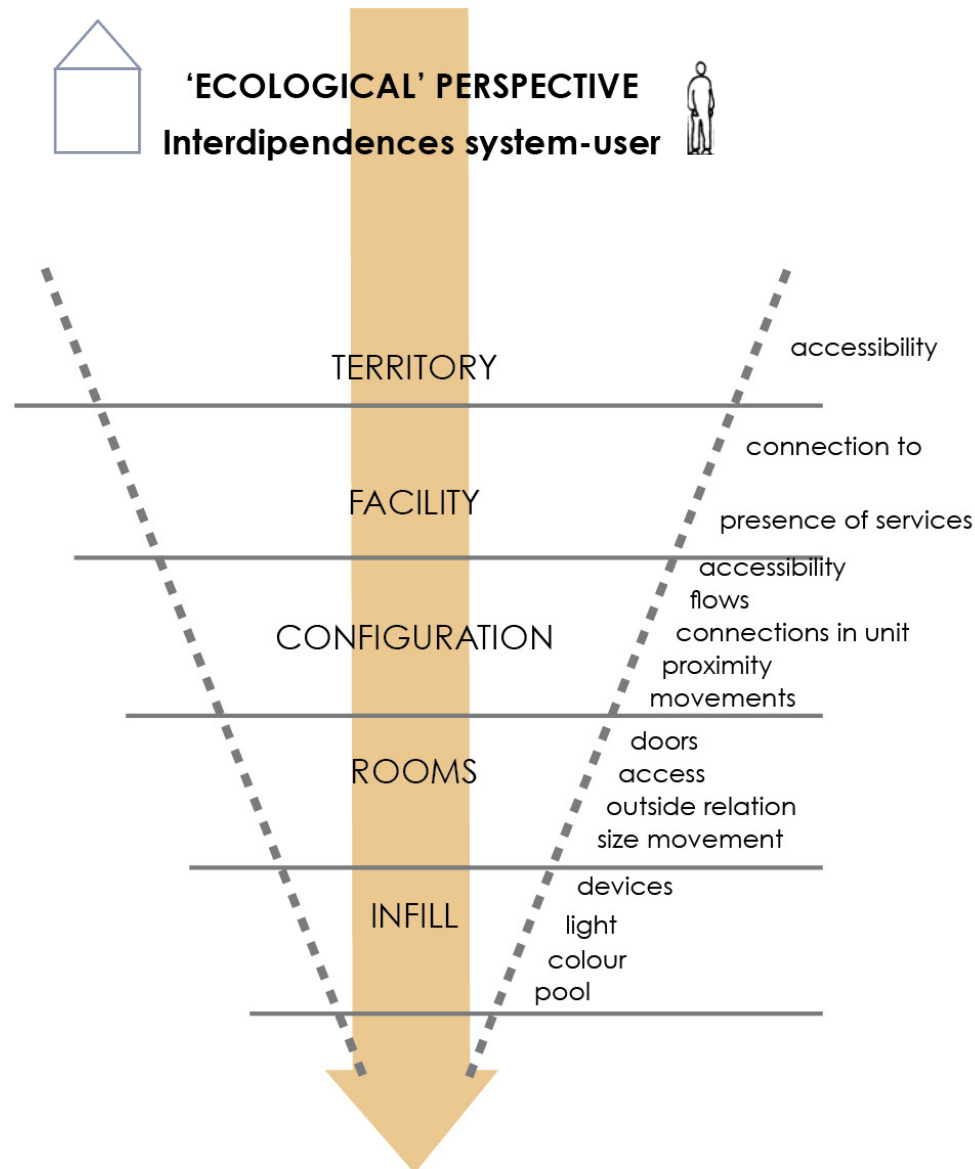 ‘ECOLOGICAL’ PERSPECTIVE
Interdipendences system-user
TERRITORY
accessibility
FACILITY
connection to
presence of services
CONFIGURATION
accessibility
flows
connections in unit
proximity
movements
ROOMS
doors
access
outside relation
size movement
INFILL
devices
light
colour
pool